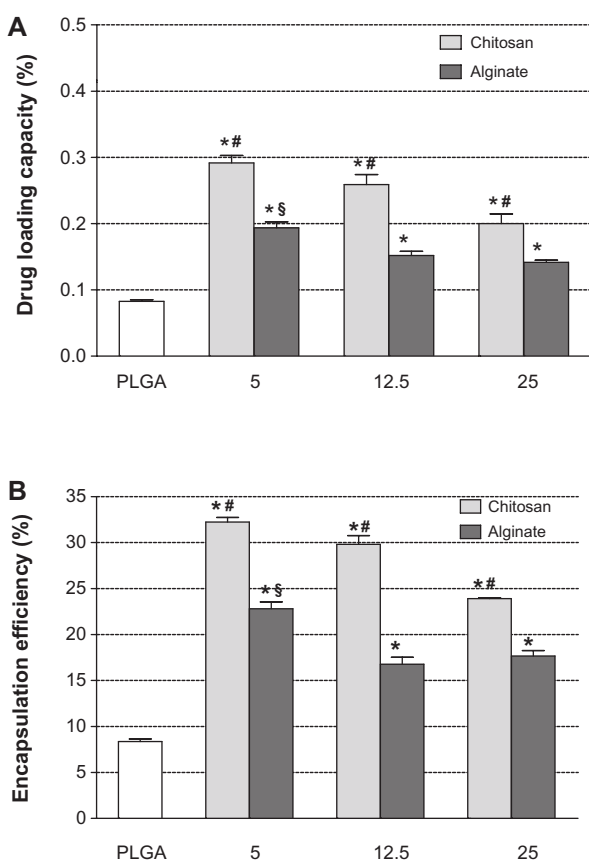 A
Drug loading capacity (%)
0.5
0.4
0.3
0.2
0.1
0.0
Chitosan
Alginate
*#
*§
*#
*
*#
*
PLGA 5 12.5 25
B
Encapsulation efficiency (%)
35
30
25
20
15
10
5
0
Chitosan
Alginate
*#
*§
*#
*
*#
*
PLGA 5 12.5 25